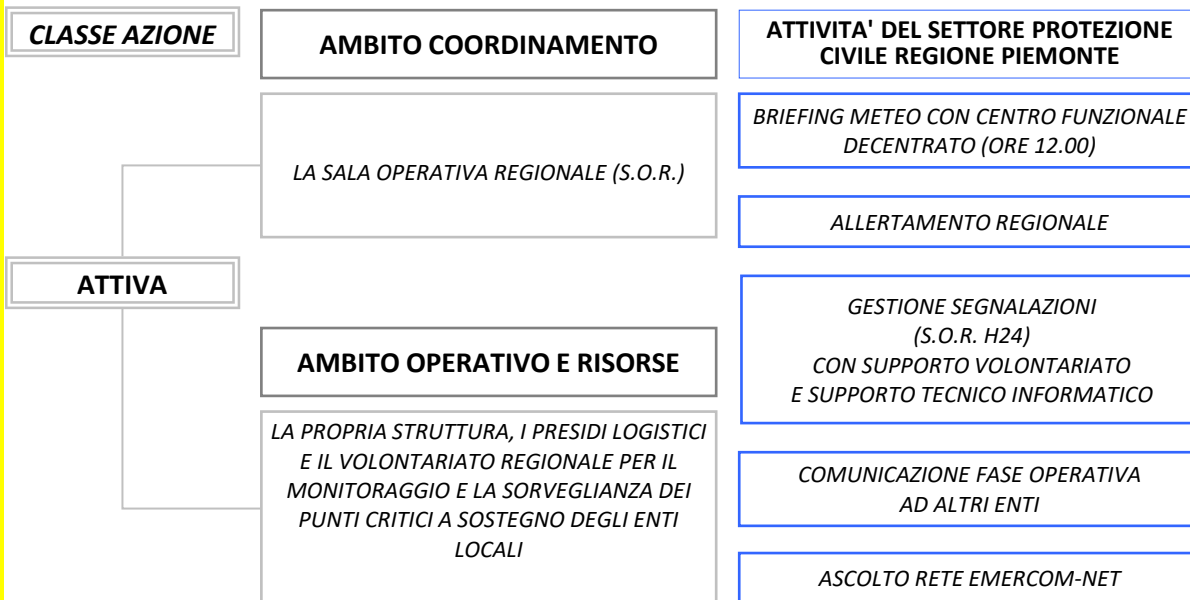 CLASSE AZIONE
ATTIVA
AMBITO COORDINAMENTO
LA SALA OPERATIVA REGIONALE (S.O.R.)
AMBITO OPERATIVO E RISORSE
LA PROPRIA STRUTTURA, I PRESIDI LOGISTICI
E IL VOLONTARIATO REGIONALE PER IL
MONITORAGGIO E LA SORVEGLIANZA DEI
PUNTI CRITICI A SOSTEGNO DEGLI ENTI
LOCALI
ATTIVITA' DEL SETTORE PROTEZIONE
CIVILE REGIONE PIEMONTE
BRIEFING METEO CON CENTRO FUNZIONALE
DECENTRATO (ORE 12.00)
ALLERTAMENTO REGIONALE
GESTIONE SEGNALAZIONI
(S.O.R. H24)
CON SUPPORTO VOLONTARIATO
E SUPPORTO TECNICO INFORMATICO
COMUNICAZIONE FASE OPERATIVA
AD ALTRI ENTI
ASCOLTO RETE EMERCOM-NET